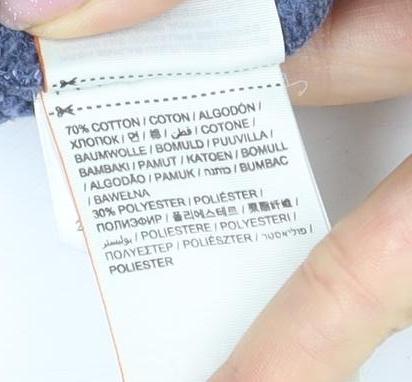 70% COTTON / COTON / ALGODÓN /
ХЛОПОК / 면 / 棉 / قطن / COTONE /
BAUMWOLLE / BOMULD / PUUVILLA /
BAMBAKI / PAMUT / KATOEN / BOMULL
/ ALGODÃO / PAMUK / כותנה / BUMBAC
/ BAWEŁNA
30% POLYESTER / POLIÉSTER /
ПОЛИЭФИР / 폴리에스테르 / 聚酯纤维 /
بوليستر / POLIESTERE / POLYESTERI /
ΠΟΛΥΕΣΤΕΡ / POLIÉSZTER / פוליאסטר /
POLIESTER